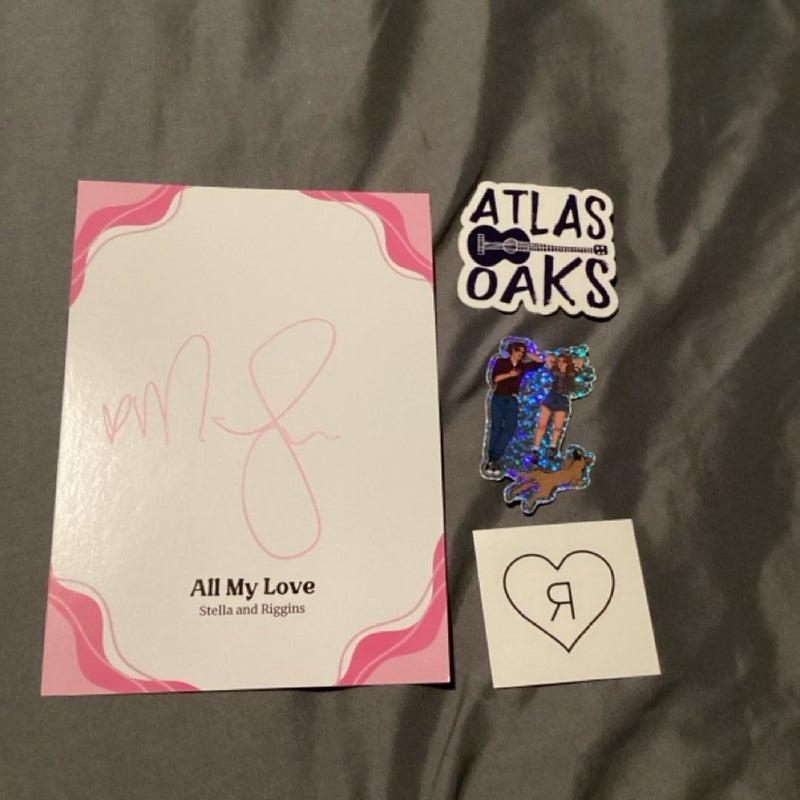 All My Love
Stella and Riggins
ATLAS
OAKS
R